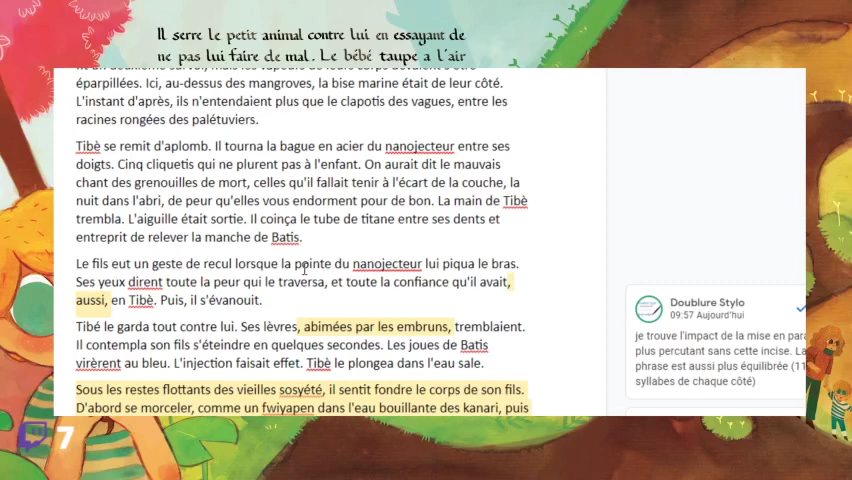 Il serre le petit animal contre lui en essayant de
ne pas lui faire de mal. Le bébé taupe a l'air
éparpillées. Ici, au-dessus des mangroves, la bise marine était de leur côté.
L'instant d'après, ils n'entendaient plus que le clapotis des vagues, entre les
racines rongées des palétuviers.
Tibè se remit d'aplomb. Il tourna la bague en acier du nanojecteur entre ses
doigts. Cinq cliquetis qui ne plurent pas à l'enfant. On aurait dit le mauvais
chant des grenouilles de mort, celles qu'il fallait tenir à l'écart de la couche, la
nuit dans l'abri, de peur qu'elles vous endorment pour de bon. La main de Tibè
trembla. L'aiguille était sortie. Il coinça le tube de titane entre ses dents et
entreprit de relever la manche de Batis.
Le fils eut un geste de recul lorsque la pointe du nanojecteur lui piqua le bras.
Ses yeux dirent toute la peur qui le traversa, et toute la confiance qu'il avait,
aussi, en Tibè. Puis, il s'évanouit.
Tibé le garda tout contre lui. Ses lèvres, abimées par les embruns, tremblaient.
Il contempla son fils s'éteindre en quelques secondes. Les joues de Batis
virèrent au bleu. L'injection faisait effet. Tibè le plongea dans l'eau sale.
Sous les restes flottants des vieilles sosyété, il sentit fondre le corps de son fils.
D'abord se morceler, comme un fwiyapen dans l'eau bouillante des kanari, puis
Doublure Stylo
09:57 Aujourd'hui
je trouve l'impact de la mise en para
plus percutant sans cette incise. La
phrase est aussi plus équilibrée (11
syllabes de chaque côté)
7